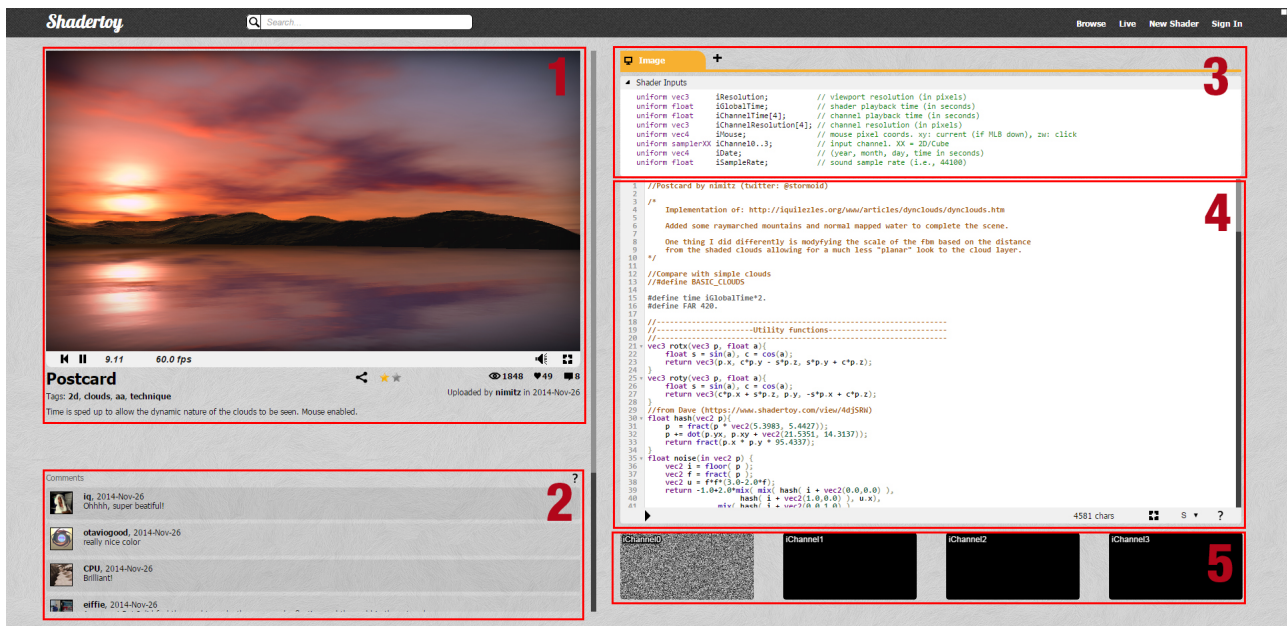 Shadertoy
Search...
Browse Live New Shader Sign In
1
9.11 60.0 fps
Postcard
1848 49 8
Tags: 2d, clouds, aa, technique
Uploaded by nimitz in 2014-Nov-26
Time is sped up to allow the dynamic nature of the clouds to be seen. Mouse enabled.
Comments
?
2
iq, 2014-Nov-26
Ohhhh, super beatiful!
otaviogood, 2014-Nov-26
really nice color
CPU, 2014-Nov-26
Brilliant!
eiffie, 2014-Nov-26
Image +
3
Shader Inputs
uniform vec3 iResolution; // viewport resolution (in pixels)
uniform float iGlobalTime; // shader playback time (in seconds)
uniform float iChannelTime[4]; // channel playback time (in seconds)
uniform vec3 iChannelResolution[4]; // channel resolution (in pixels)
uniform vec4 iMouse; // mouse pixel coords. xy: current (if MLB down), zw: click
uniform samplerXX iChannel0..3; // input channel. XX = 2D/Cube
uniform vec4 iDate; // (year, month, day, time in seconds)
uniform float iSampleRate; // sound sample rate (i.e., 44100)
4
1 //Postcard by nimitz (twitter: @stormoid)
2
3 /*
4 Implementation of: http://iquilezles.org/www/articles/dynclouds/dynclouds.htm
5
6 Added some raymarched mountains and normal mapped water to complete the scene.
7
8 One thing I did differently is modyfying the scale of the fbm based on the distance
9 from the shaded clouds allowing for a much less "planar" look to the cloud layer.
10 */
11
12 //Compare with simple clouds
13 //#define BASIC_CLOUDS
14
15 #define time iGlobalTime*2.
16 #define FAR 420.
17
18 //----------------------------------------------------------------
19 //---------------------Utility functions--------------------------
20 //----------------------------------------------------------------
21 vec3 rotx(vec3 p, float a){
22 float s = sin(a), c = cos(a);
23 return vec3(p.x, c*p.y - s*p.z, s*p.y + c*p.z);
24 }
25 vec3 roty(vec3 p, float a){
26 float s = sin(a), c = cos(a);
27 return vec3(c*p.x + s*p.z, p.y, -s*p.x + c*p.z);
28 }
29 //from Dave (https://www.shadertoy.com/view/4djSRW)
30 float hash(vec2 p){
31 p = fract(p * vec2(5.3983, 5.4427));
32 p += dot(p.yx, p.xy + vec2(21.5351, 14.3137));
33 return fract(p.x * p.y * 95.4337);
34 }
35 float noise(in vec2 p) {
36 vec2 i = floor( p );
37 vec2 f = fract( p );
38 vec2 u = f*f*(3.0-2.0*f);
39 return -1.0+2.0*mix( mix( hash( i + vec2(0.0,0.0) ),
40 hash( i + vec2(1.0,0.0) ), u.x),
41 mix( hash( i + vec2(0.0,1.0) ),
4581 chars S ?
iChannel0 iChannel1 iChannel2 iChannel3
5